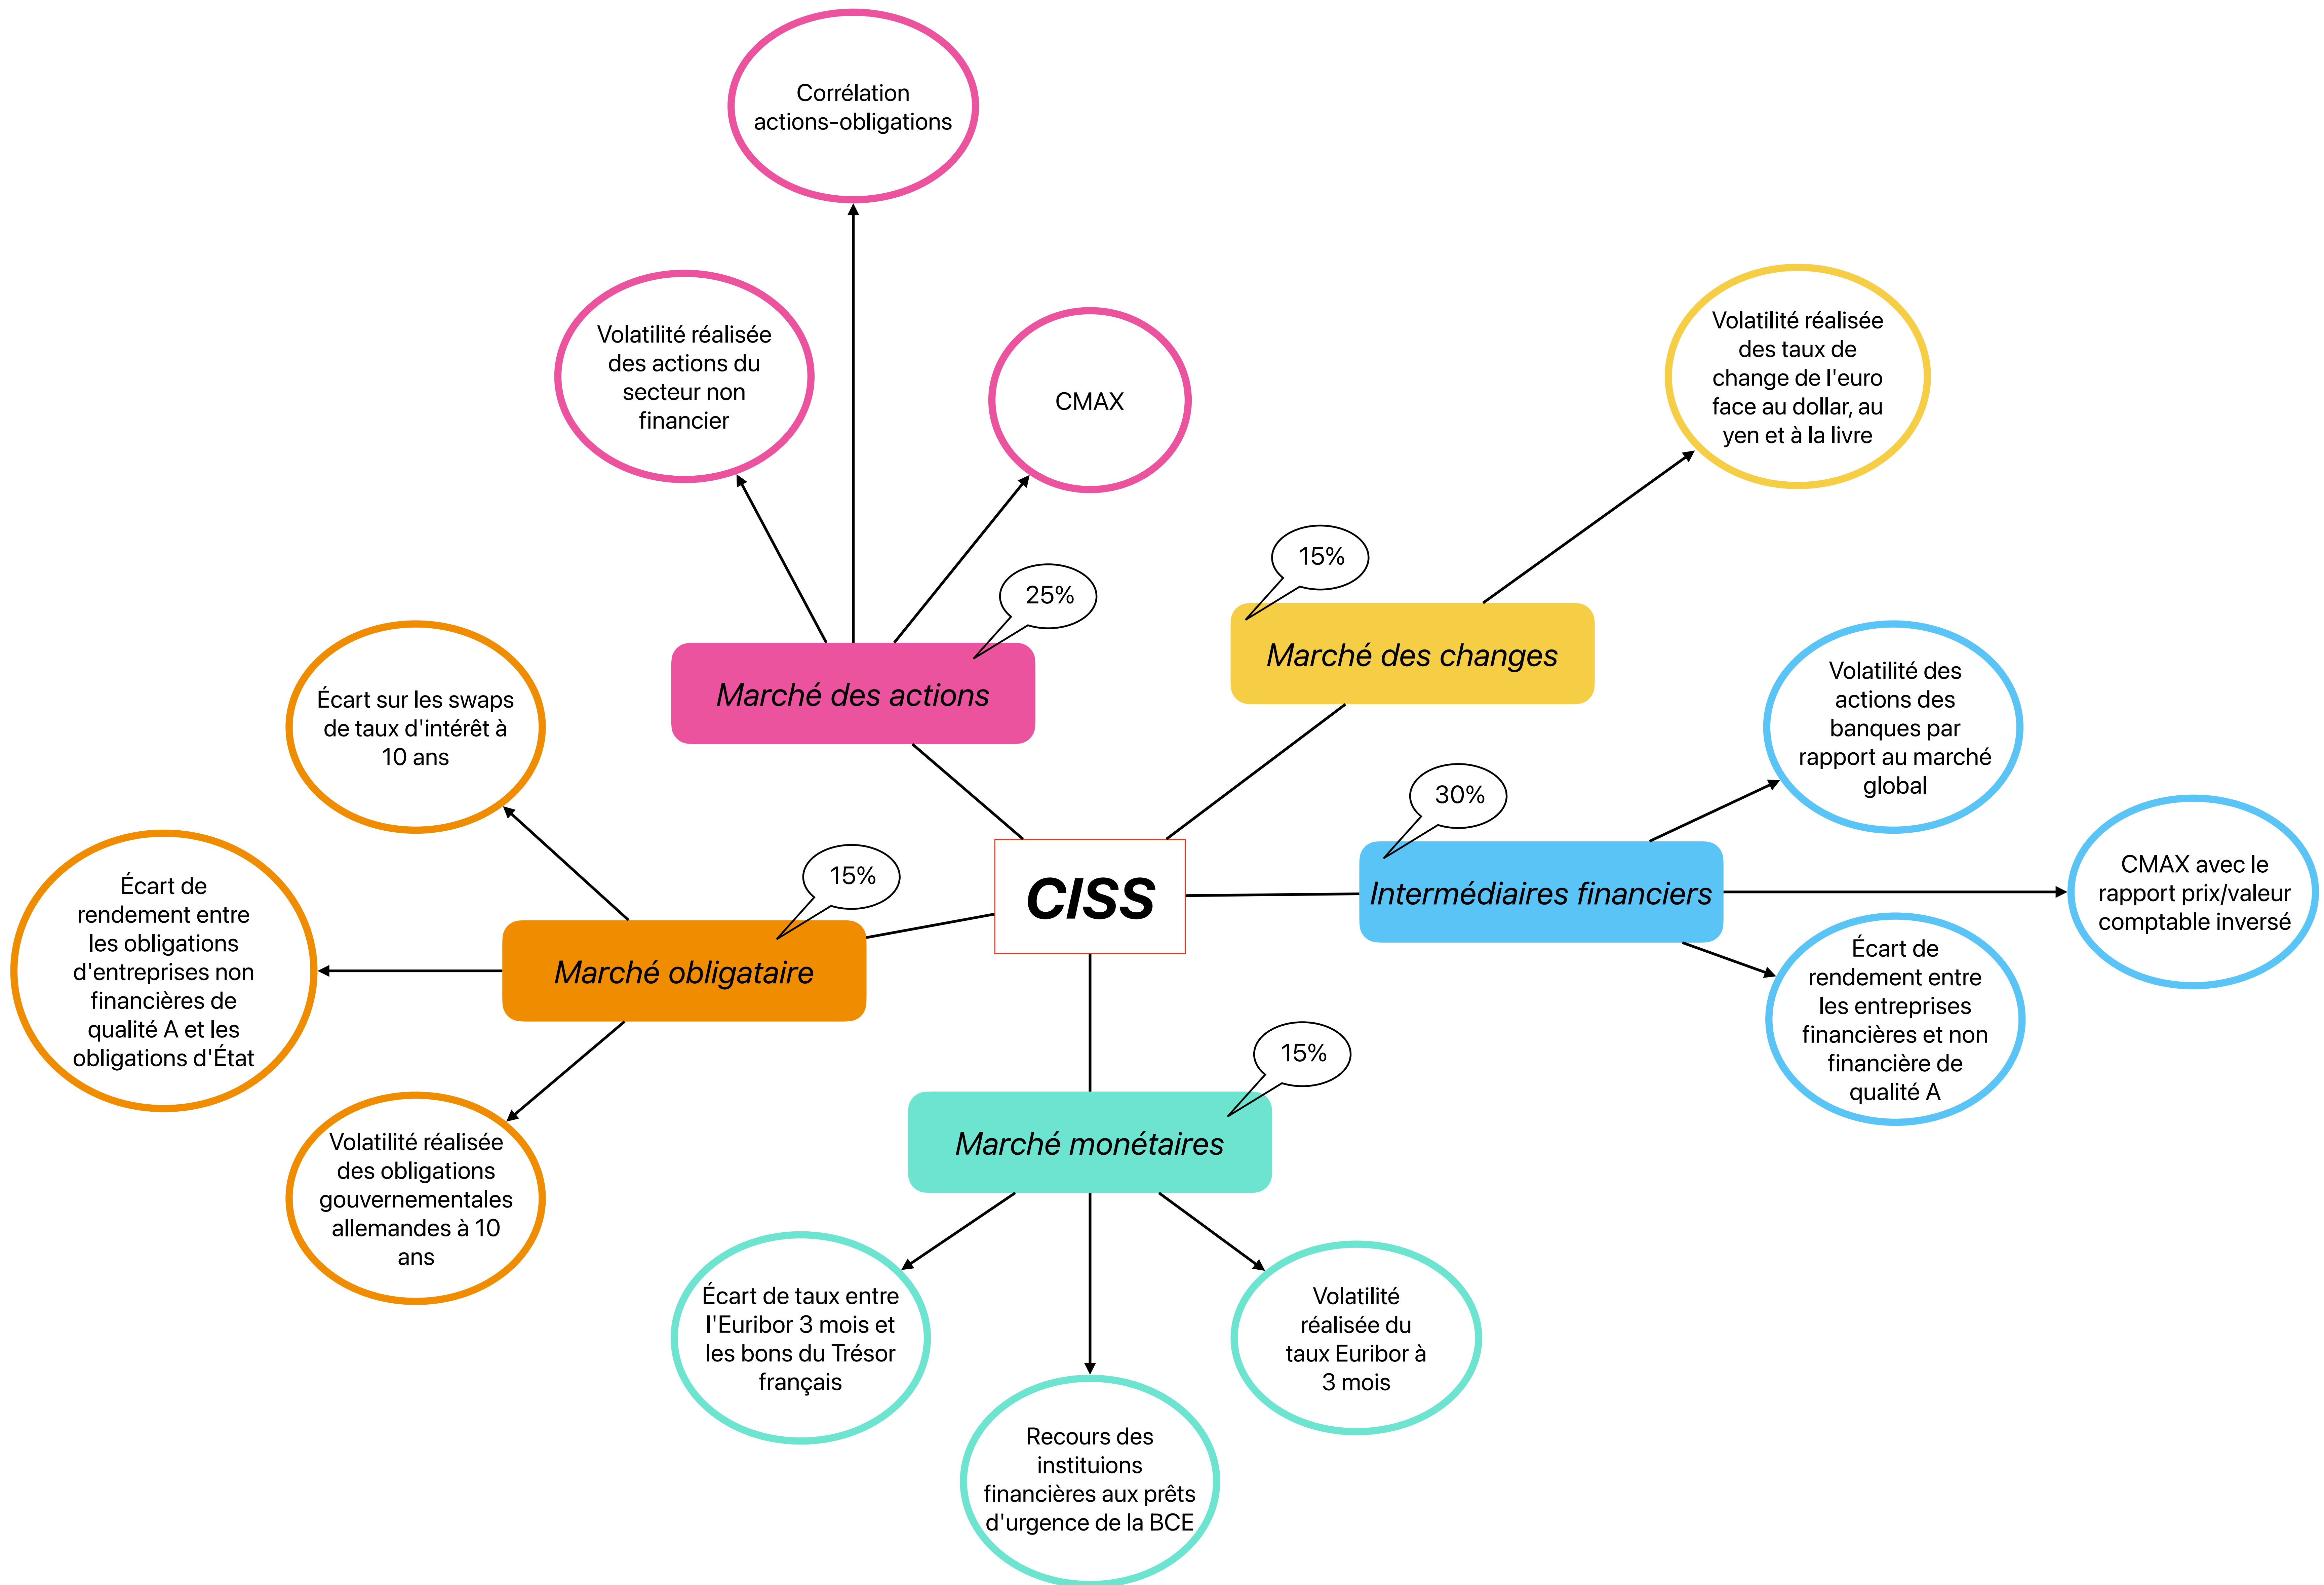 Corrélation
actions-obligations
Volatilité réalisée
des actions du
secteur non
financier
CMAX
Volatilité réalisée
des taux de
change de l'euro
face au dollar, au
yen et à la livre
15%
25%
Marché des changes
Marché des actions
Écart sur les swaps
de taux d'intérêt à
10 ans
Volatilité des
actions des
banques par
rapport au marché
global
30%
15%
CISS
Intermédiaires financiers
CMAX avec le
rapport prix/valeur
comptable inversé
Écart de
rendement entre
les obligations
d'entreprises non
financières de
qualité A et les
obligations d'État
Marché obligataire
Écart de
rendement entre
les entreprises
financières et non
financière de
qualité A
15%
Marché monétaires
Volatilité réalisée
des obligations
gouvernementales
allemandes à 10
ans
Écart de taux entre
l'Euribor 3 mois et
les bons du Trésor
français
Volatilité
réalisée du
taux Euribor à
3 mois
Recours des
instituions
financières aux prêts
d'urgence de la BCE